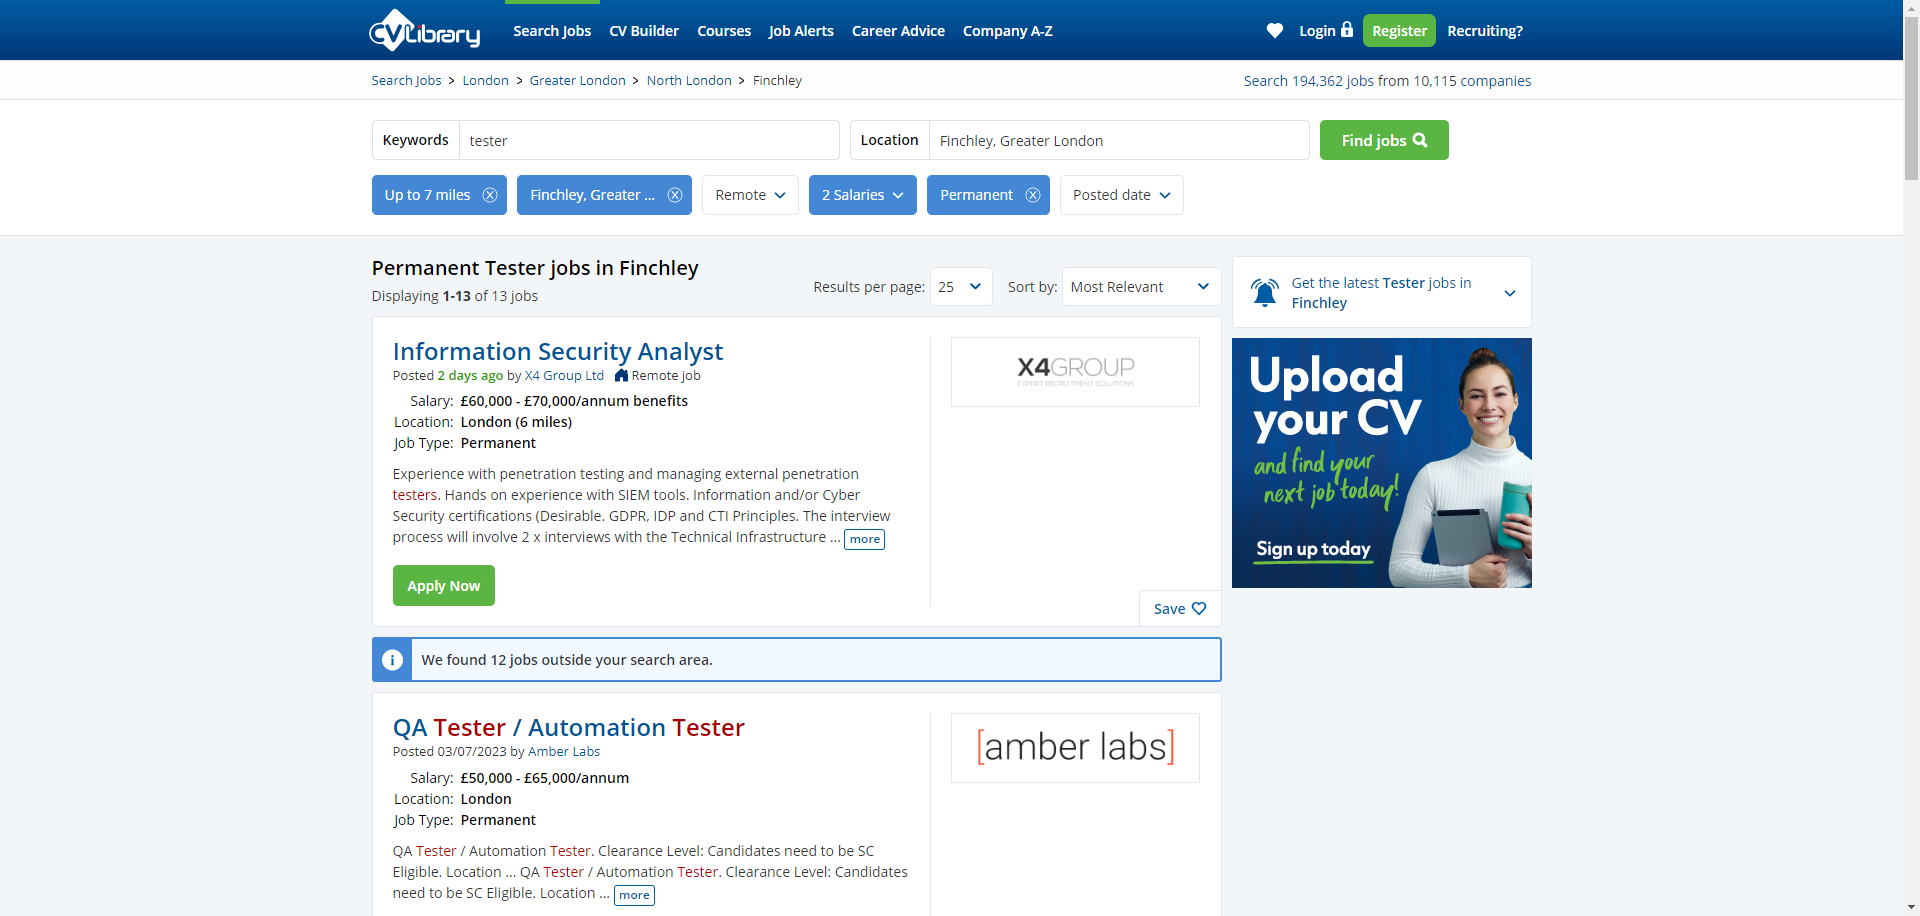 CVLibrary
Search Jobs CV Builder Courses Job Alerts Career Advice Company A-Z Login Register Recruiting?
Search Jobs > London > Greater London > North London > Finchley Search 194,362 jobs from 10,115 companies
Keywords tester Location Finchley, Greater London Find jobs
Up to 7 miles Finchley, Greater ... Remote 2 Salaries Permanent Posted date
Permanent Tester jobs in Finchley
Displaying 1-13 of 13 jobs
Results per page: 25 Sort by: Most Relevant
Get the latest Tester jobs in
Finchley
Information Security Analyst
Posted 2 days ago by X4 Group Ltd Remote job
Salary: £60,000 - £70,000/annum benefits
Location: London (6 miles)
Job Type: Permanent
Experience with penetration testing and managing external penetration
testers. Hands on experience with SIEM tools. Information and/or Cyber
Security certifications (Desirable. GDPR, IDP and CTI Principles. The interview
process will involve 2 x interviews with the Technical Infrastructure ... more
Apply Now
Save
X4GROUP
EXPERT RECRUITMENT SOLUTIONS
Upload
your CV
and find your
next job today!
Sign up today
We found 12 jobs outside your search area.
QA Tester / Automation Tester
Posted 03/07/2023 by Amber Labs
Salary: £50,000 - £65,000/annum
Location: London
Job Type: Permanent
QA Tester / Automation Tester. Clearance Level: Candidates need to be SC
Eligible. Location ... QA Tester / Automation Tester. Clearance Level: Candidates
need to be SC Eligible. Location ... more
[amber labs]